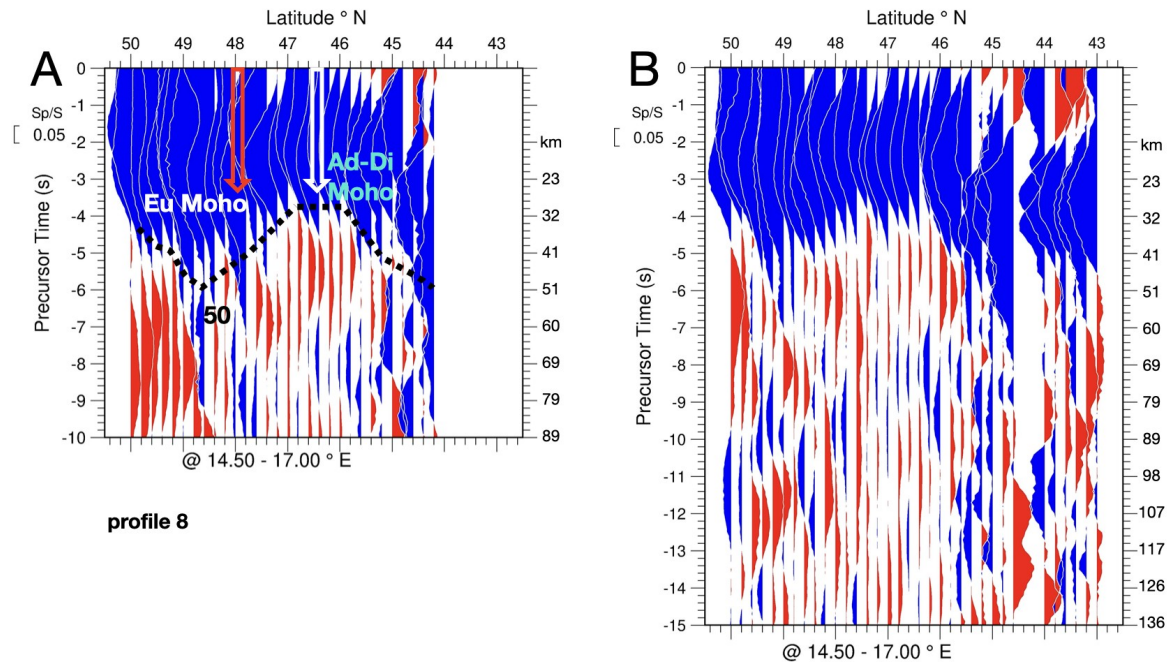 A
Latitude ° N
50 49 48 47 46 45 44 43
0
-1
-2
-3
-4
-5
-6
-7
-8
-9
-10
Sp/S
0.05
Precursor Time (s)
km
23
32
41
51
60
69
79
89
Ad-Di
Moho
Eu Moho
50
@ 14.50 - 17.00 ° E
profile 8
B
Latitude ° N
50 49 48 47 46 45 44 43
0
-1
-2
-3
-4
-5
-6
-7
-8
-9
-10
-11
-12
-13
-14
-15
Sp/S
0.05
Precursor Time (s)
km
23
32
41
51
60
69
79
89
98
107
117
126
136
@ 14.50 - 17.00 ° E